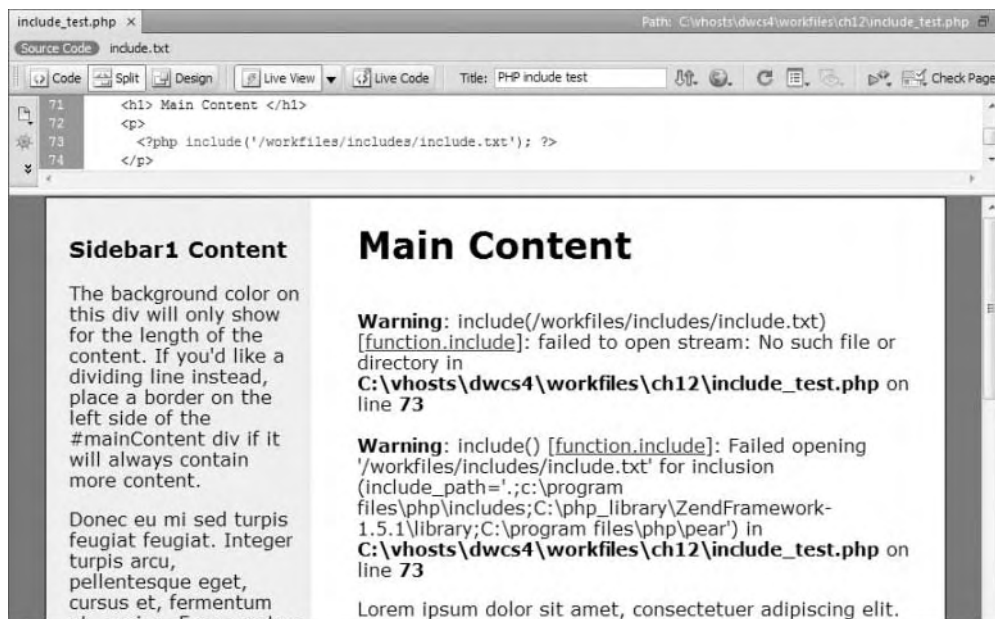 include_test.php ×
Path: C:\vhosts\dwcs4\workfiles\ch12\include_test.php
Source Code include.txt
Code Split Design Live View Live Code Title: PHP include test Check Page
71 <h1> Main Content </h1>
72 <p>
73 <?php include('/workfiles/includes/include.txt'); ?>
74 </p>
Sidebar1 Content
The background color on
this div will only show
for the length of the
content. If you'd like a
dividing line instead,
place a border on the
left side of the
#mainContent div if it
will always contain
more content.
Donec eu mi sed turpis
feugiat feugiat. Integer
turpis arcu,
pellentesque eget,
cursus et, fermentum
Main Content
Warning: include(/workfiles/includes/include.txt)
[function.include]: failed to open stream: No such file or
directory in
C:\vhosts\dwcs4\workfiles\ch12\include_test.php on
line 73
Warning: include() [function.include]: Failed opening
'/workfiles/includes/include.txt' for inclusion
(include_path='.;c:\program
files\php\includes;C:\php_library\ZendFramework-
1.5.1\library;C:\program files\php\pear') in
C:\vhosts\dwcs4\workfiles\ch12\include_test.php on
line 73
Lorem ipsum dolor sit amet, consectetuer adipiscing elit.